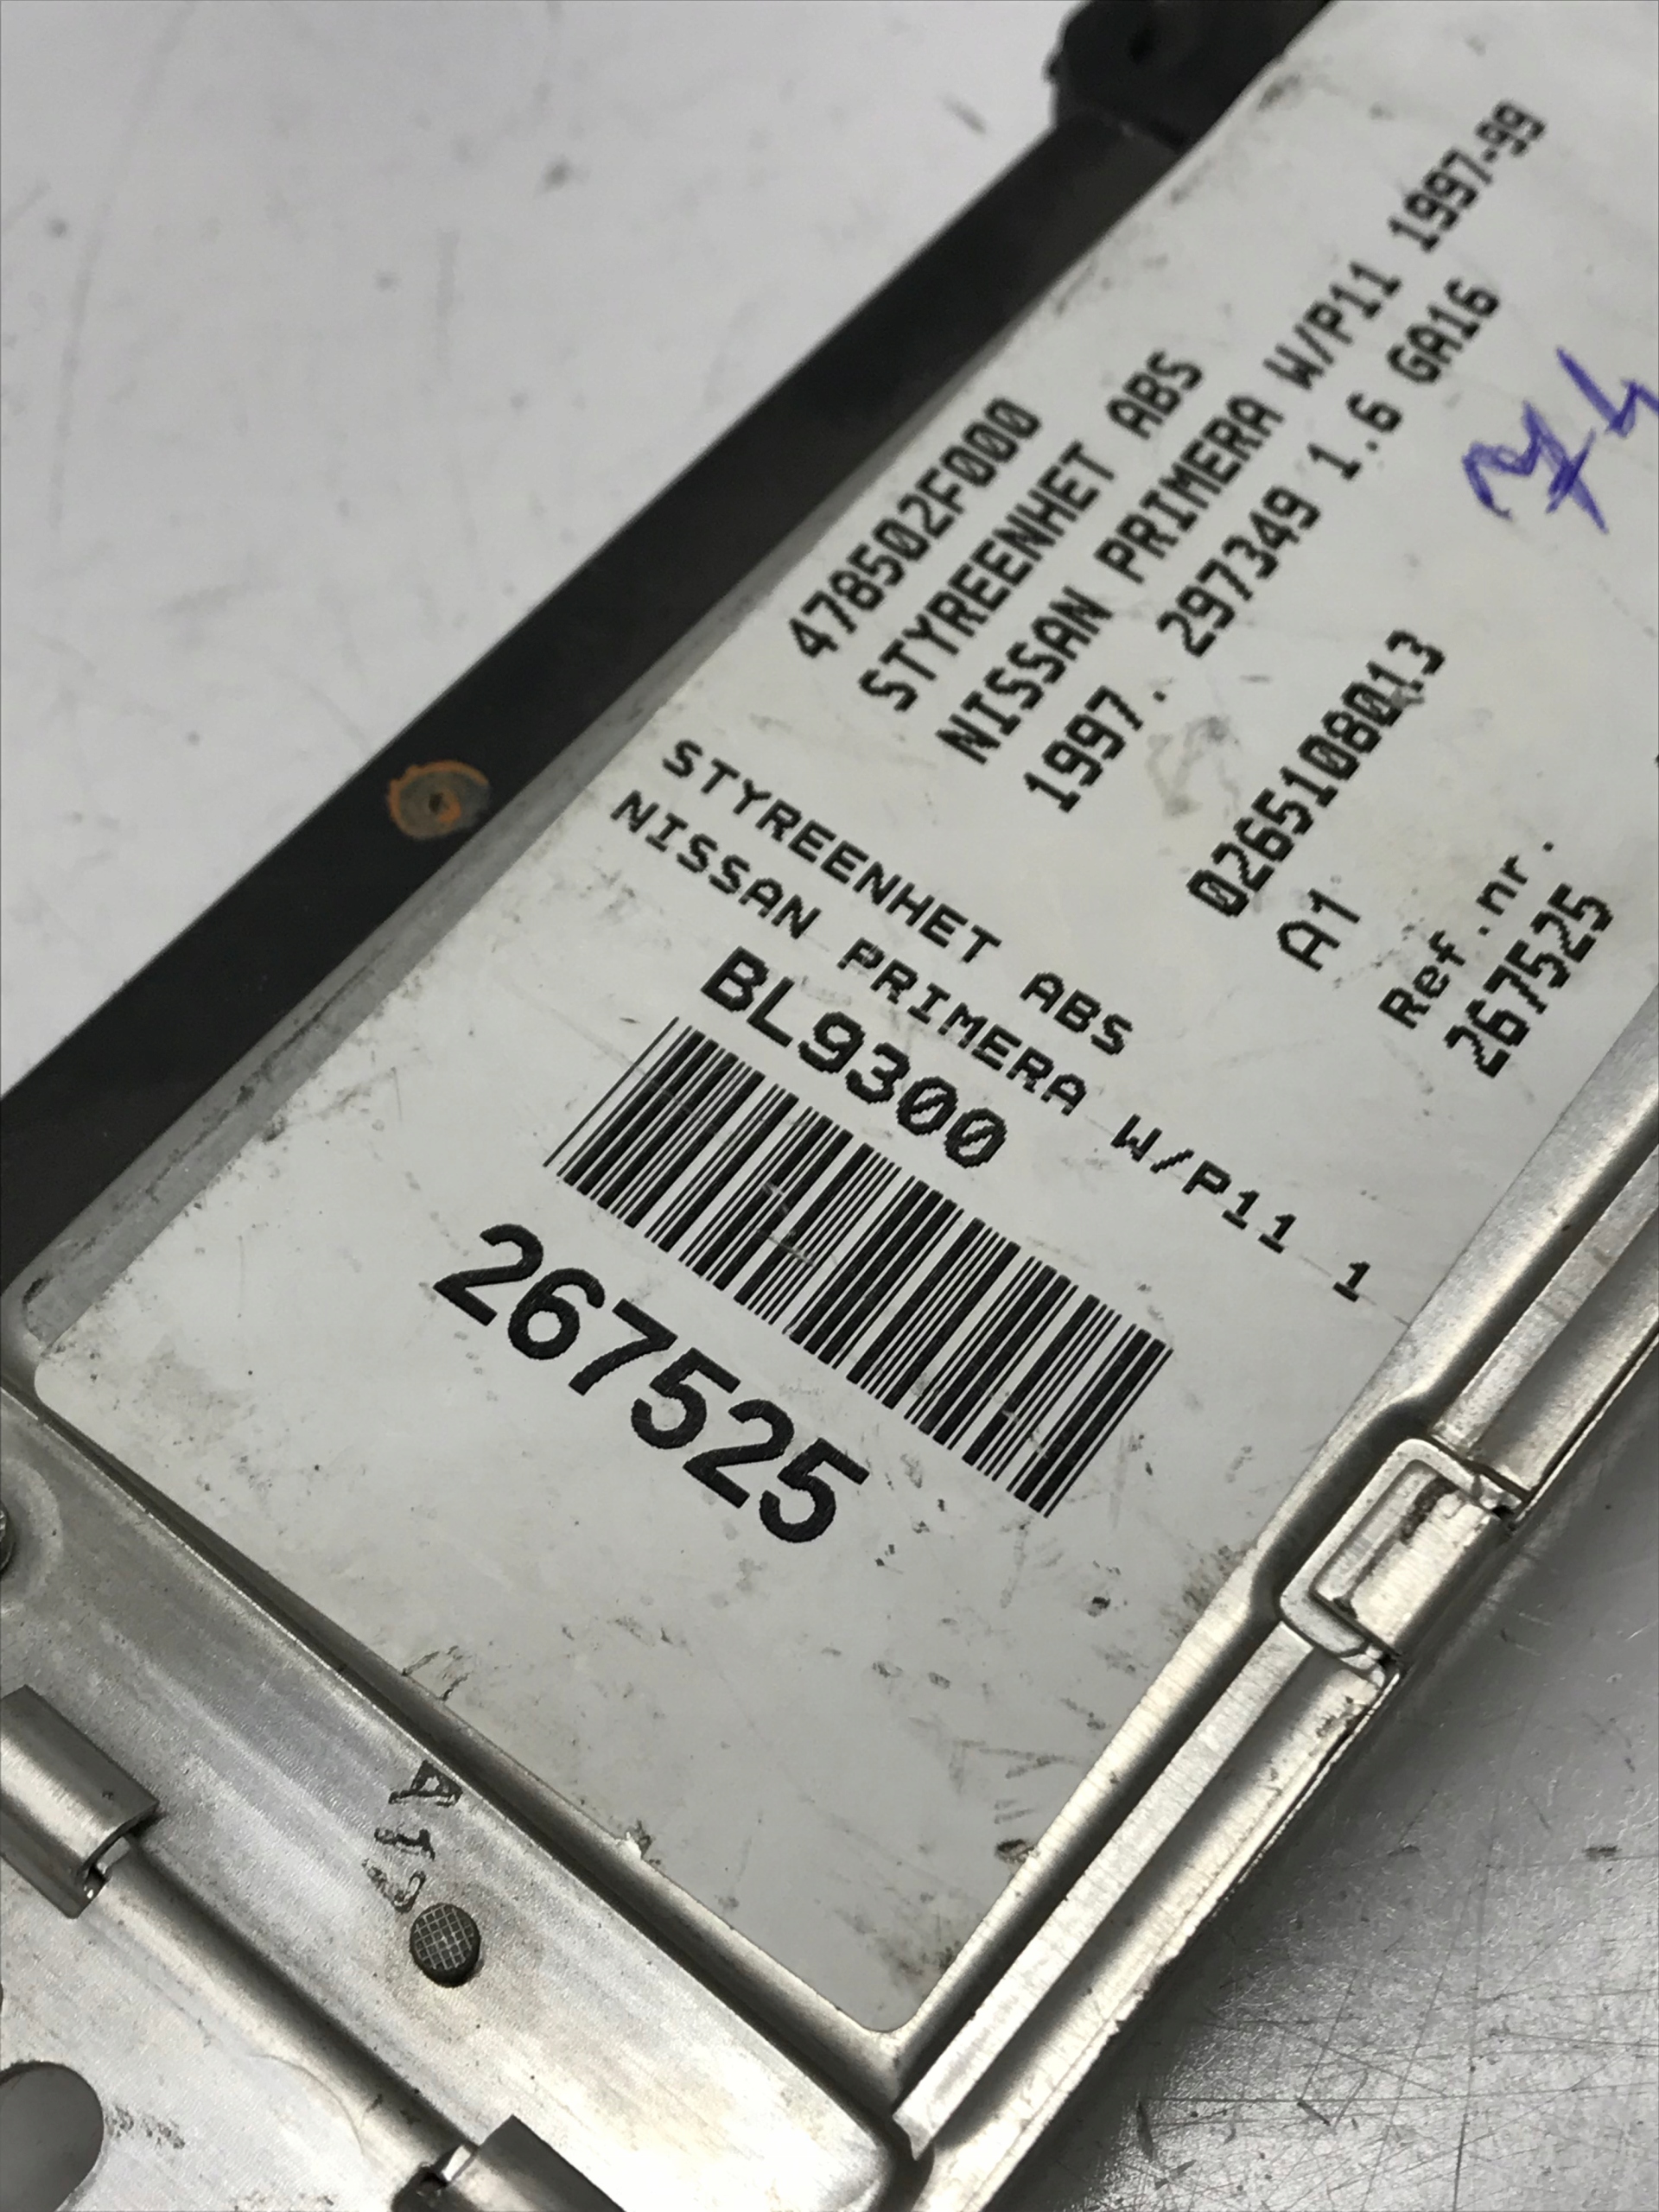 478502F000
STYREENHET ABS
NISSAN PRIMERA W/P11 1997-99
1997. 297349 1.6 GA16
0265108013
A1
Ref.nr.
267525
STYREENHET ABS
NISSAN PRIMERA W/P11 1
BL9300
267525